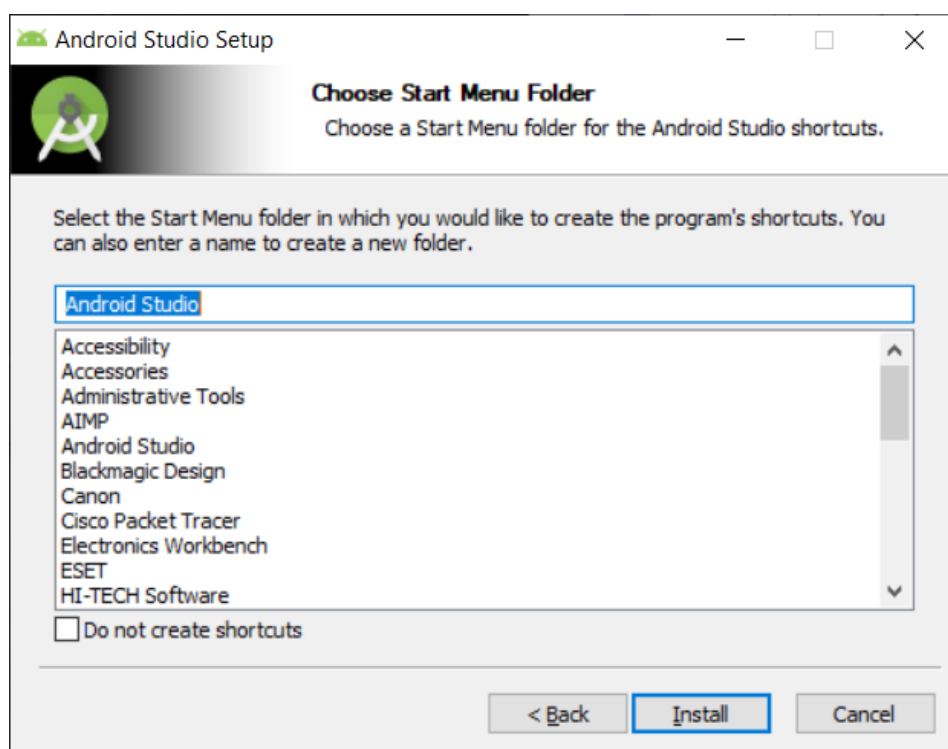 Android Studio Setup
Choose Start Menu Folder
Choose a Start Menu folder for the Android Studio shortcuts.
Select the Start Menu folder in which you would like to create the program's shortcuts. You
can also enter a name to create a new folder.
Android Studio
Accessibility
Accessories
Administrative Tools
AIMP
Android Studio
Blackmagic Design
Canon
Cisco Packet Tracer
Electronics Workbench
ESET
HI-TECH Software
Do not create shortcuts
< Back Install Cancel